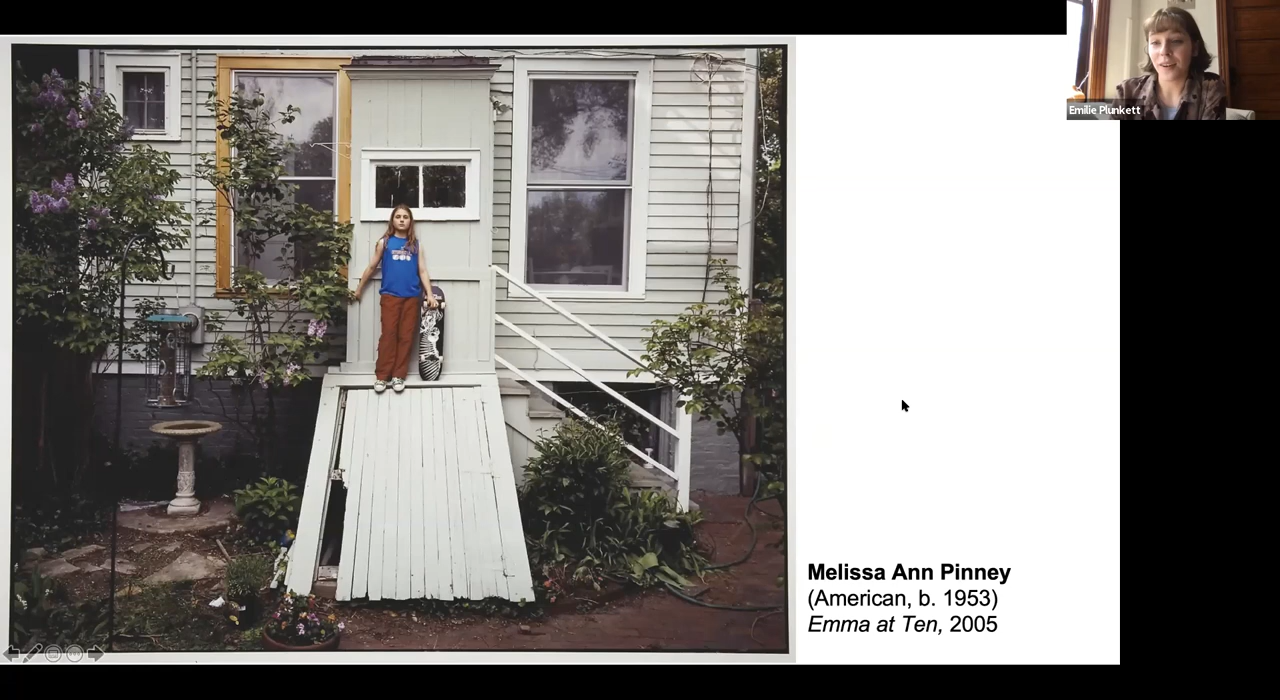 Emilie Plunkett
Melissa Ann Pinney
(American, b. 1953)
Emma at Ten, 2005